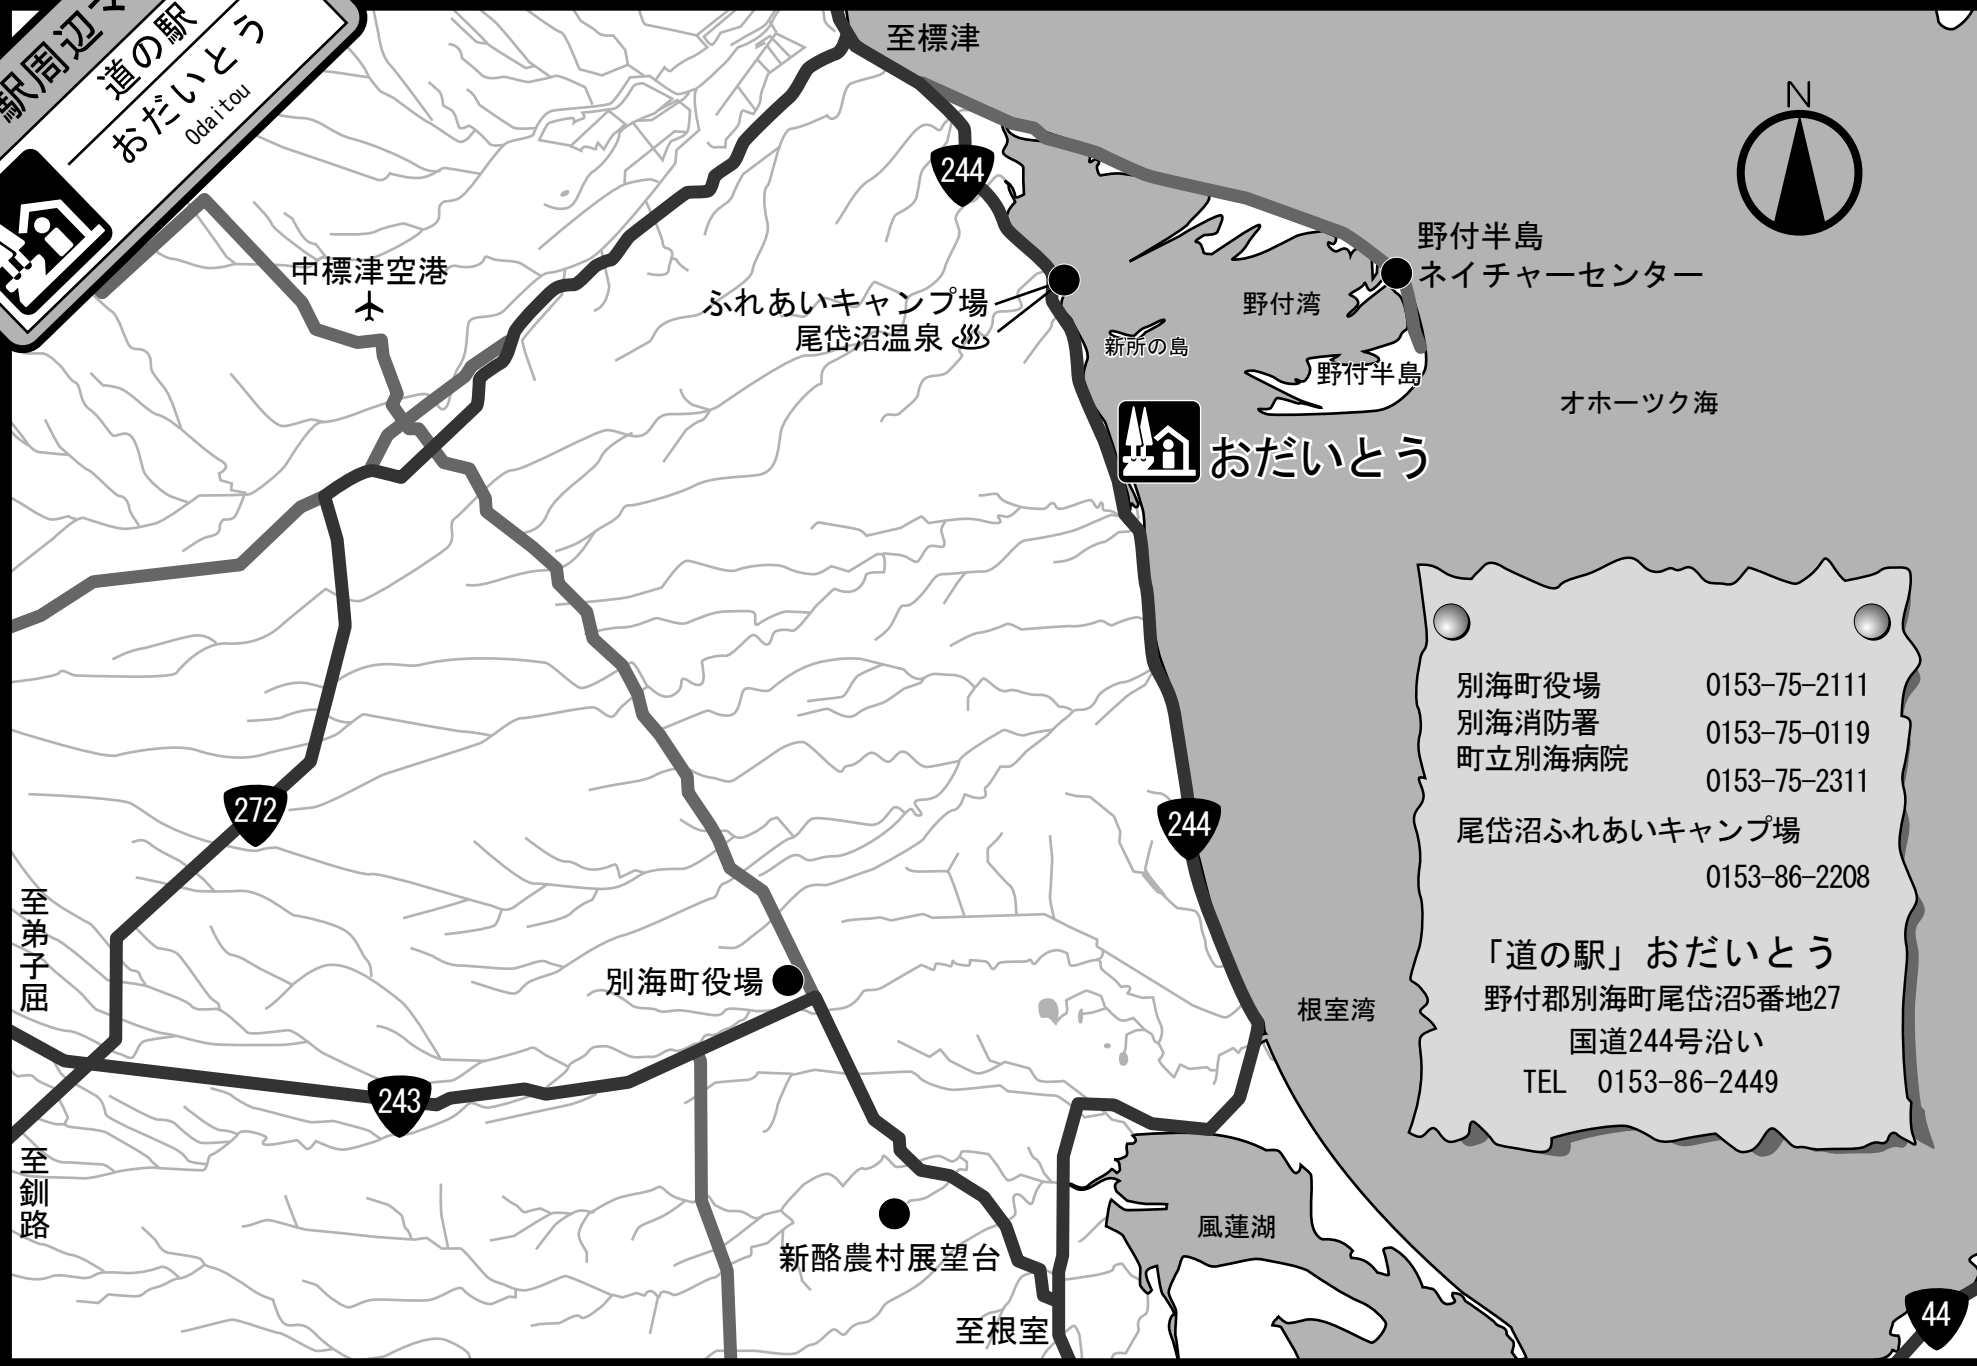 駅周辺マ
道の駅
おだいとう
Odaitou
至標津
244
N
中標津空港
ふれあいキャンプ場
尾岱沼温泉
野付半島
ネイチャーセンター
野付湾
新所の島
野付半島
オホーツク海
おだいとう
272
244
至弟子屈
別海町役場
根室湾
243
至釧路
新酪農村展望台
風蓮湖
至根室
44
別海町役場 0153-75-2111
別海消防署 0153-75-0119
町立別海病院 0153-75-2311
尾岱沼ふれあいキャンプ場
0153-86-2208
「道の駅」おだいとう
野付郡別海町尾岱沼5番地27
国道244号沿い
TEL 0153-86-2449